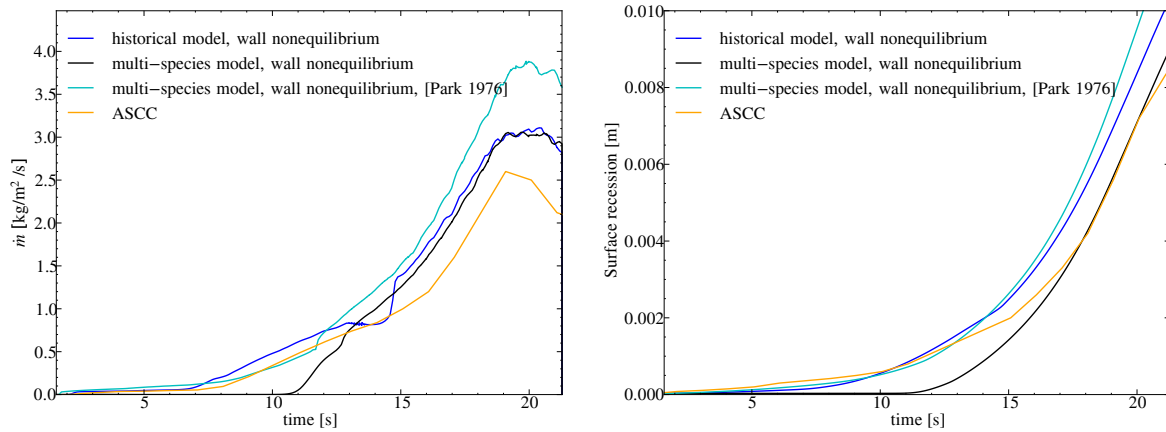 4.0
3.5
3.0
2.5
2.0
1.5
1.0
0.5
0.0
ṁ [kg/m² /s]
historical model, wall nonequilibrium
multi−species model, wall nonequilibrium
multi−species model, wall nonequilibrium, [Park 1976]
ASCC
5
10
15
20
time [s]
0.010
0.008
0.006
0.004
0.002
0.000
Surface recession [m]
historical model, wall nonequilibrium
multi−species model, wall nonequilibrium
multi−species model, wall nonequilibrium, [Park 1976]
ASCC
5
10
15
20
time [s]